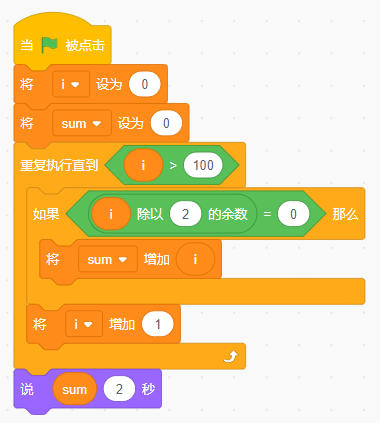 当 被点击
将 i 设为 0
将 sum 设为 0
重复执行直到 i > 100
如果 i 除以 2 的余数 = 0 那么
将 sum 增加 i
将 i 增加 1
说 sum 2 秒